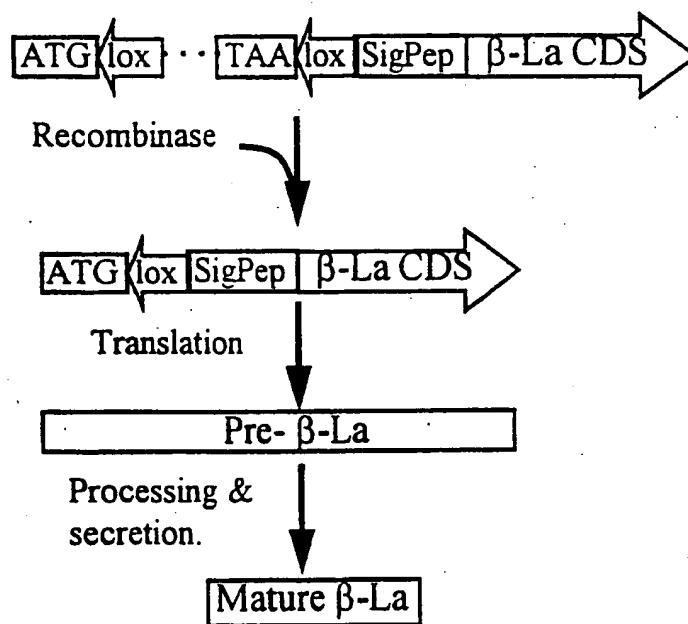 ATG lox ··· TAA lox SigPep β-La CDS
Recombinase
ATG lox SigPep β-La CDS
Translation
Pre- β-La
Processing &
secretion.
Mature β-La